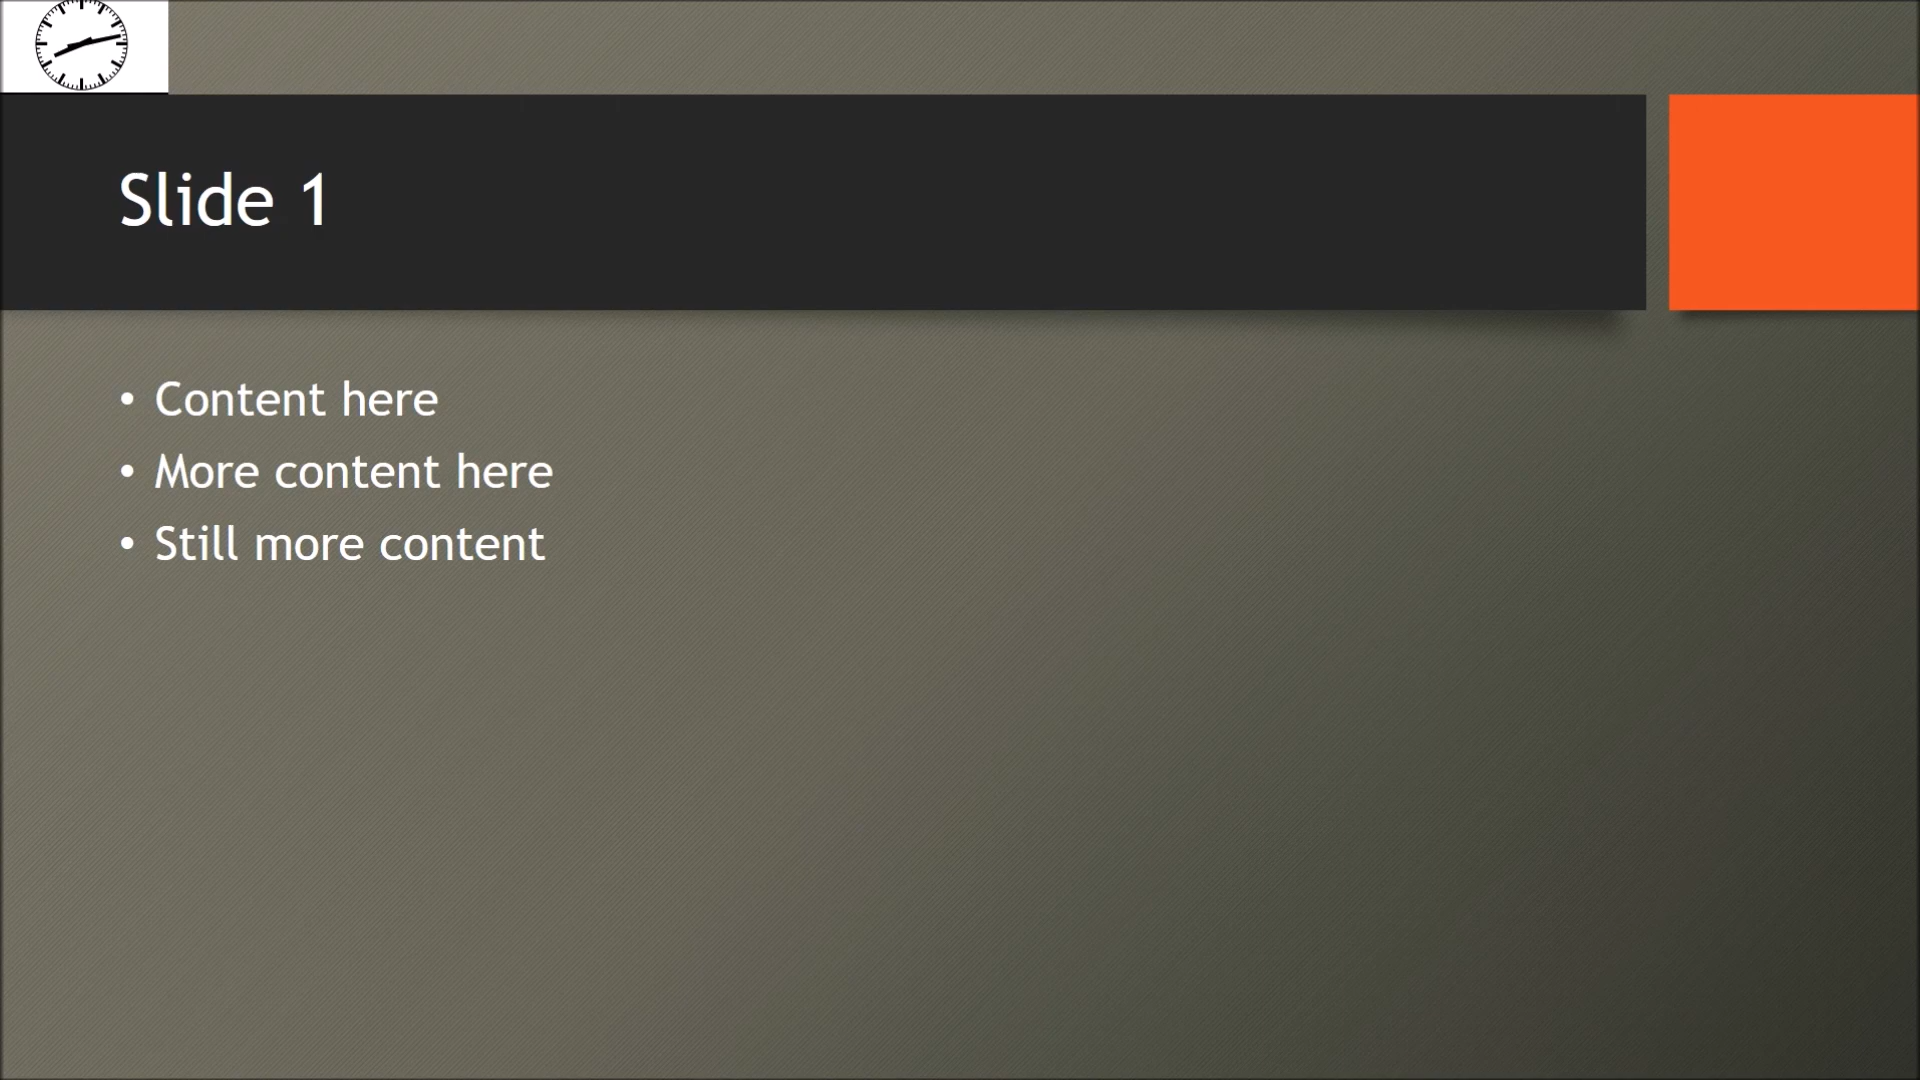 Slide 1
• Content here
• More content here
• Still more content